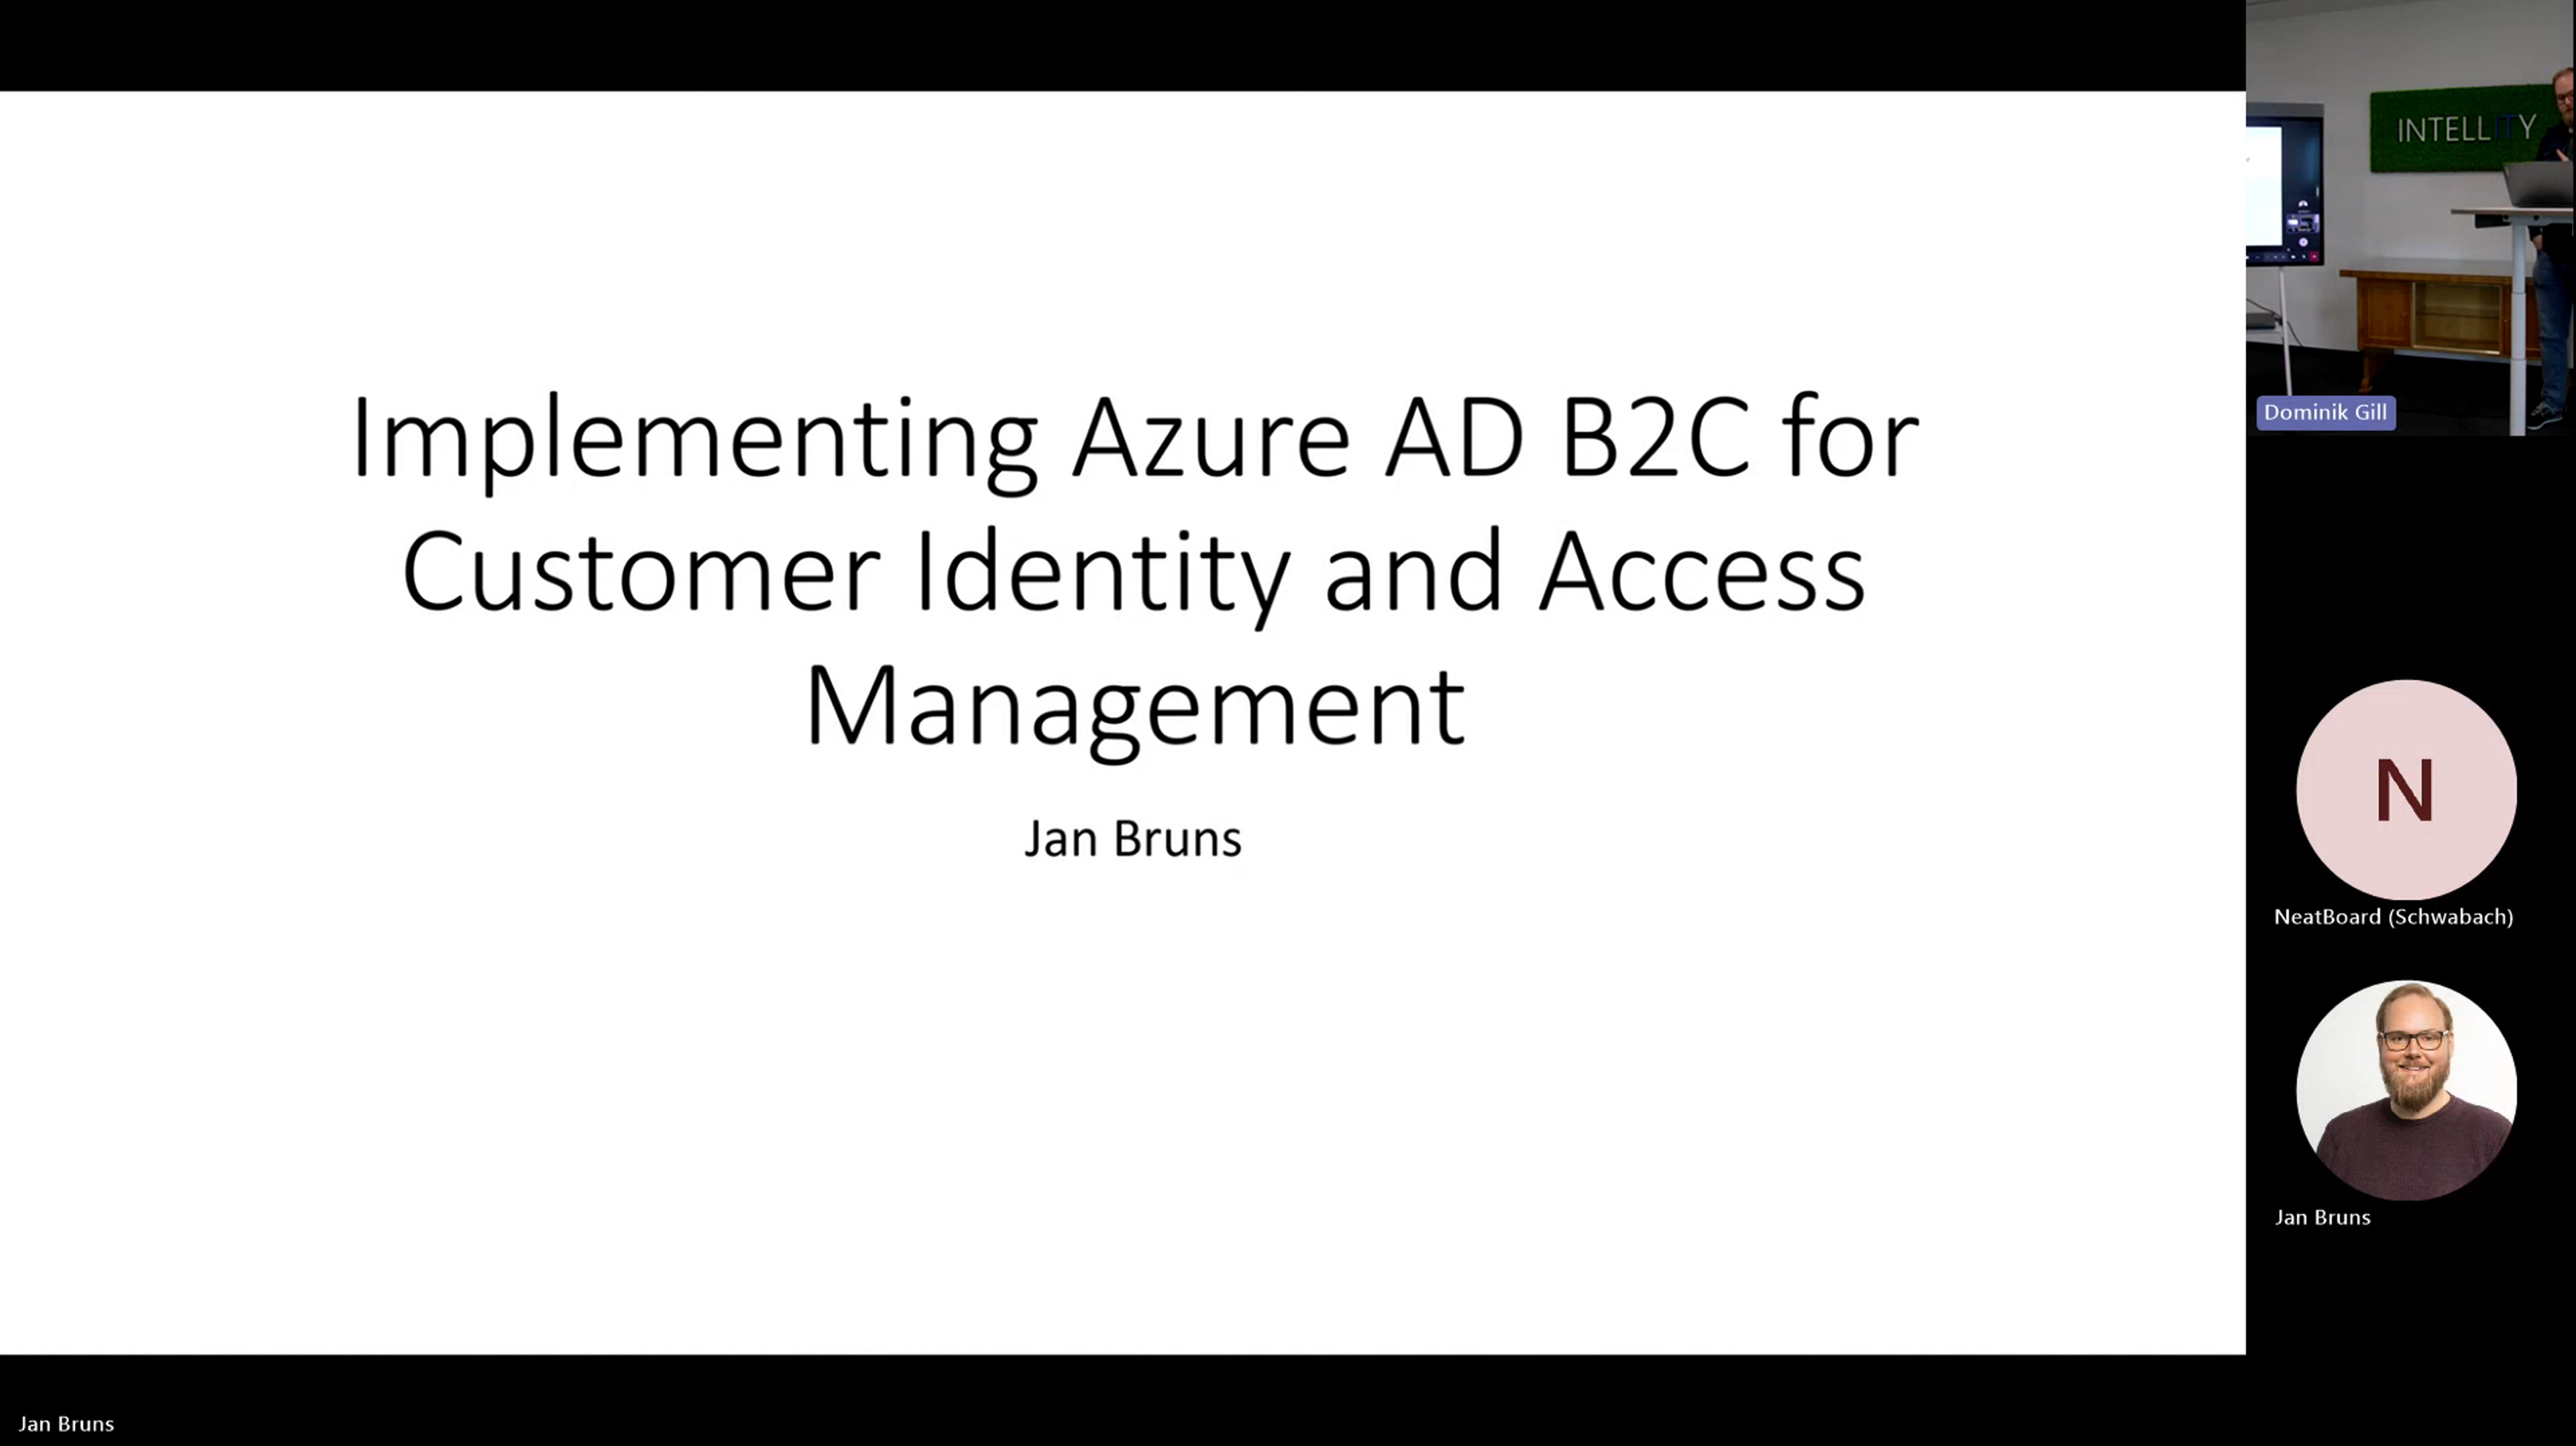 Implementing Azure AD B2C for
Customer Identity and Access
Management
Jan Bruns
INTELLITY
Dominik Gill
N
NeatBoard (Schwabach)
Jan Bruns
Jan Bruns